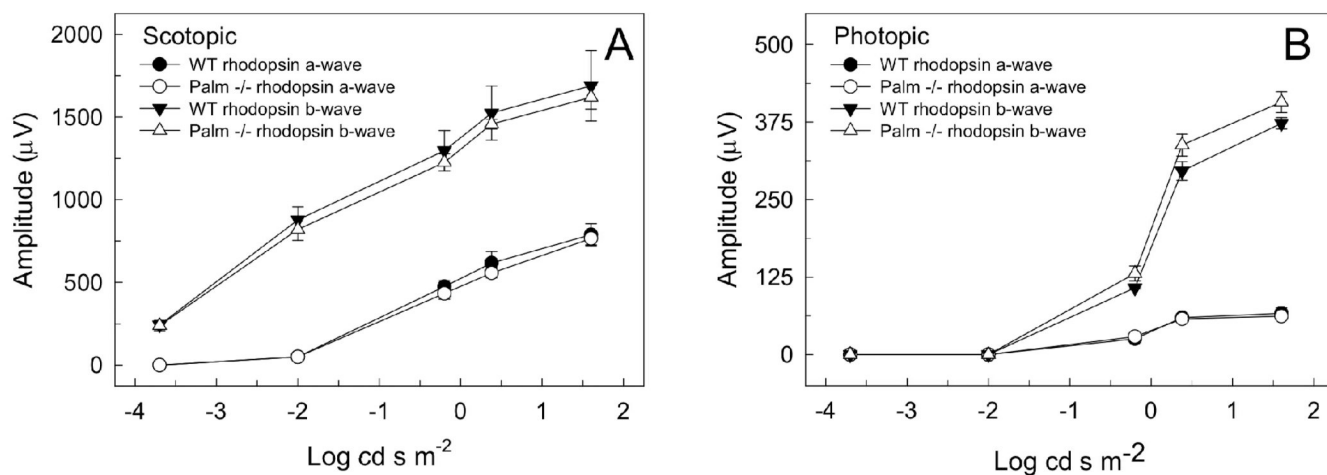 Scotopic
A
WT rhodopsin a-wave
Palm -/- rhodopsin a-wave
WT rhodopsin b-wave
Palm -/- rhodopsin b-wave
2000
1500
1000
500
0
Amplitude (μV)
-4 -3 -2 -1 0 1 2
Log cd s m-2
Photopic
B
WT rhodopsin a-wave
Palm -/- rhodopsin a-wave
WT rhodopsin b-wave
Palm -/- rhodopsin b-wave
500
375
250
125
0
Amplitude (μV)
-4 -3 -2 -1 0 1 2
Log cd s m-2